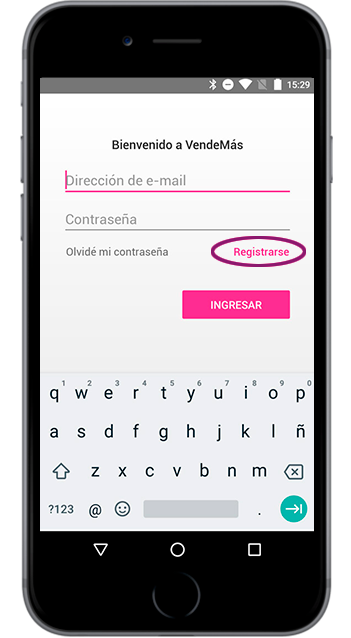 15:29
Bienvenido a VendeMás
Dirección de e-mail
Contraseña
Olvidé mi contraseña Registrarse
INGRESAR
1 2 3 4 5 6 7 8 9 0
q w e r t y u i o p
a s d f g h j k l ñ
z x c v b n m
?123 @ .